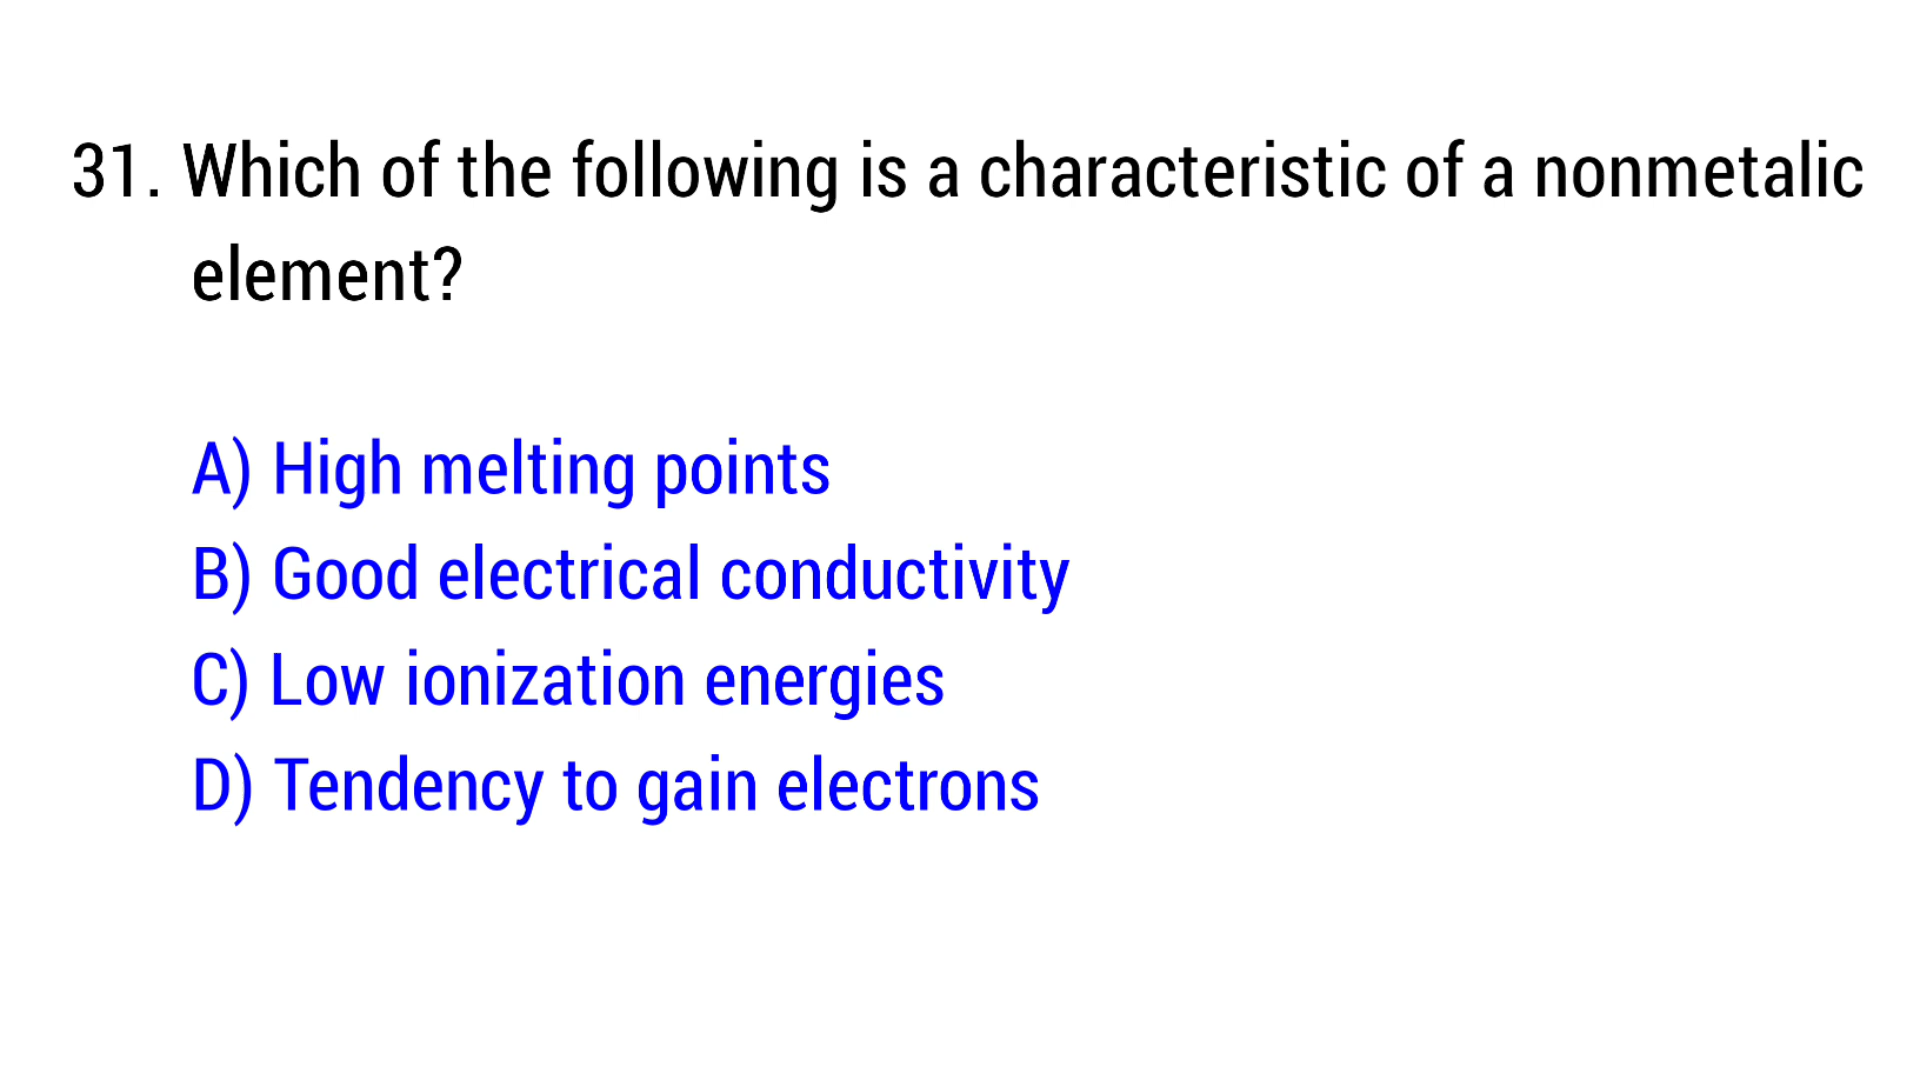 31. Which of the following is a characteristic of a nonmetalic
element?
A) High melting points
B) Good electrical conductivity
C) Low ionization energies
D) Tendency to gain electrons